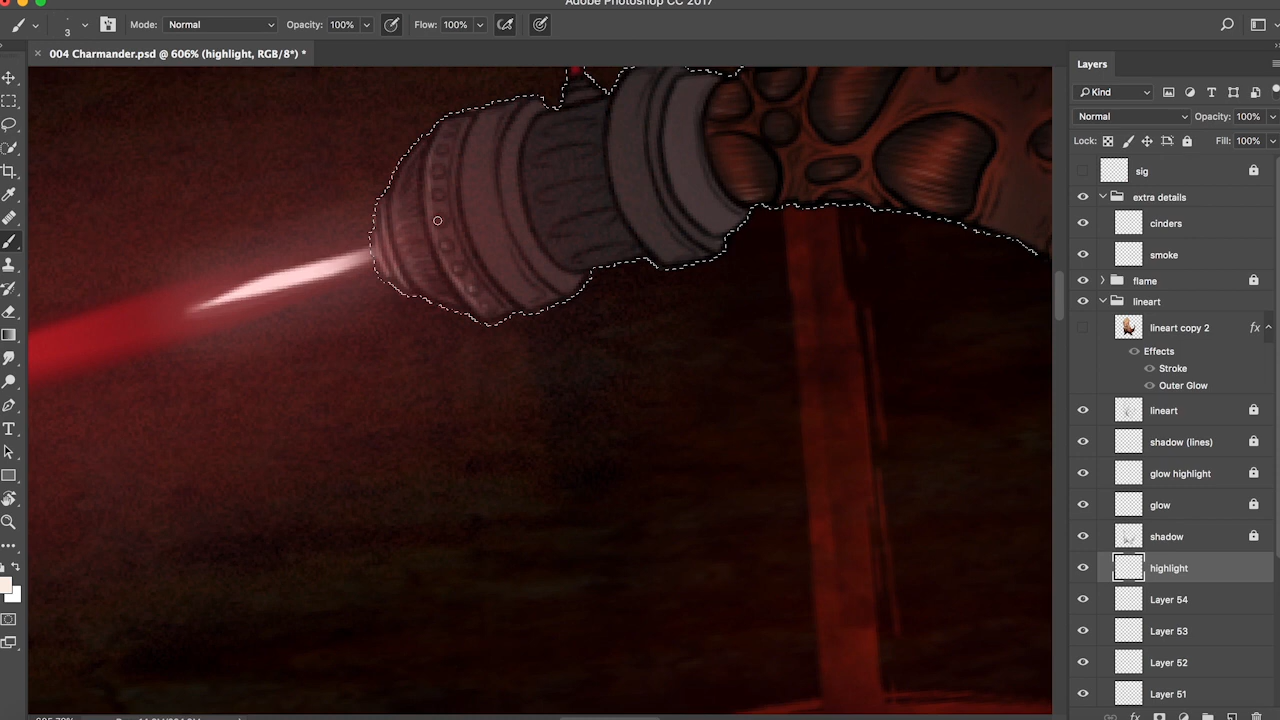 Adobe Photoshop CC 2017
3 Mode: Normal Opacity: 100% Flow: 100%
× 004 Charmander.psd @ 606% (highlight, RGB/8*) *
Layers
Kind
Normal Opacity: 100%
Lock: Fill: 100%
sig
extra details
cinders
smoke
flame
lineart
lineart copy 2 fx
Effects
Stroke
Outer Glow
lineart
shadow (lines)
glow highlight
glow
shadow
highlight
Layer 54
Layer 53
Layer 52
Layer 51